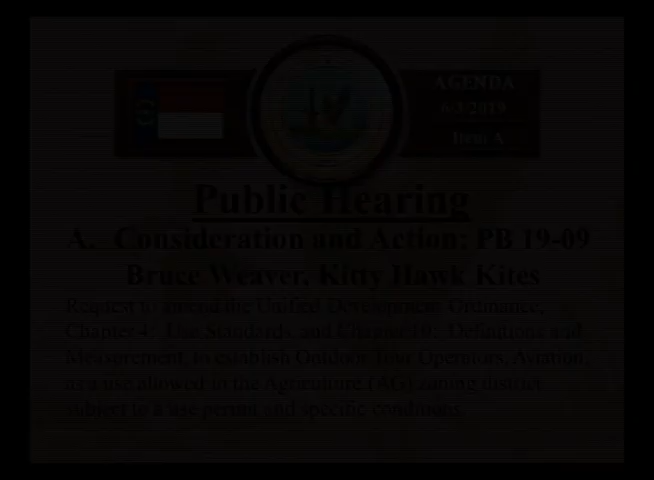 AGENDA
6/3/2019
Item A
Public Hearing
A. Consideration and Action: PB 19-09
Bruce Weaver, Kitty Hawk Kites
Request to amend the Unified Development Ordinance,
Chapter 4: Use Standards and Chapter 10: Definitions and
Measurement, to establish Outdoor Tour Operators, Aviation,
as a use allowed in the Agriculture (AG) zoning district
subject to a use permit and specific conditions.